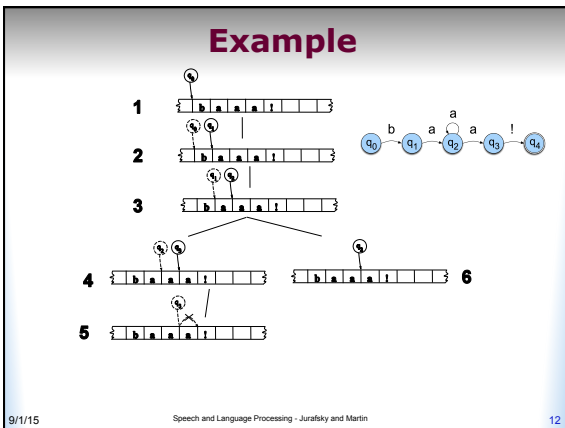 Example
1
b a a a !
2
b a a a !
3
b a a a !
4
b a a a !
6
b a a a !
5
b a a a !
a
b a a !
q0 q1 q2 q3 q4
9/1/15
Speech and Language Processing - Jurafsky and Martin
12